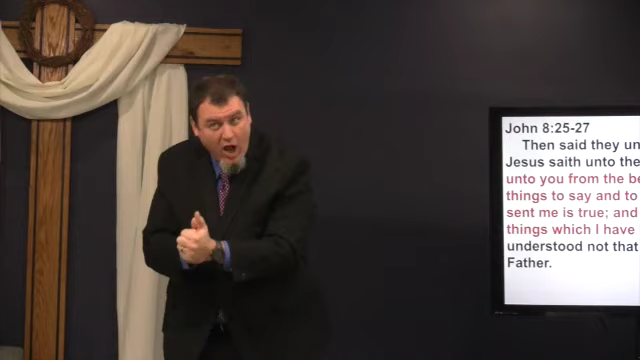 John 8:25-27
Then said they un
Jesus saith unto the
unto you from the be
things to say and to
sent me is true; and
things which I have
understood not that
Father.